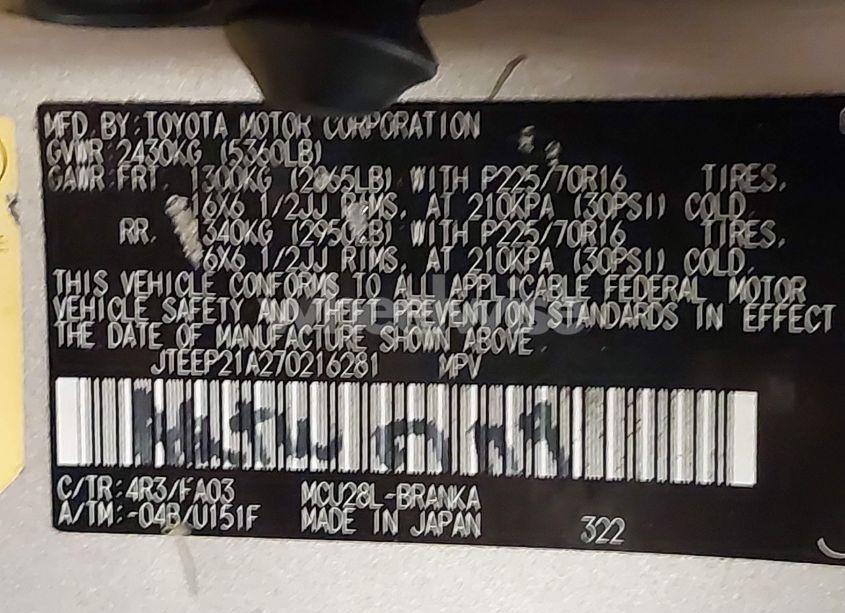 MFD. BY: TOYOTA MOTOR CORPORATION
GVWR: 2430KG (5360LB)
GAWR: FRT. 1300KG (2865LB) WITH P225/70R16 TIRES,
16X6 1/2JJ RIMS, AT 210KPA (30PSI) COLD.
RR. 1340KG (2950LB) WITH P225/70R16 TIRES,
16X6 1/2JJ RIMS, AT 210KPA (30PSI) COLD.
THIS VEHICLE CONFORMS TO ALL APPLICABLE FEDERAL MOTOR
VEHICLE SAFETY AND THEFT PREVENTION STANDARDS IN EFFECT
THE DATE OF MANUFACTURE SHOWN ABOVE.
JTEEP21A270216281 MPV
C/TR: 4R3/FA03 MCU28L-BRANKA
A/TM: -04B/U151F MADE IN JAPAN 322